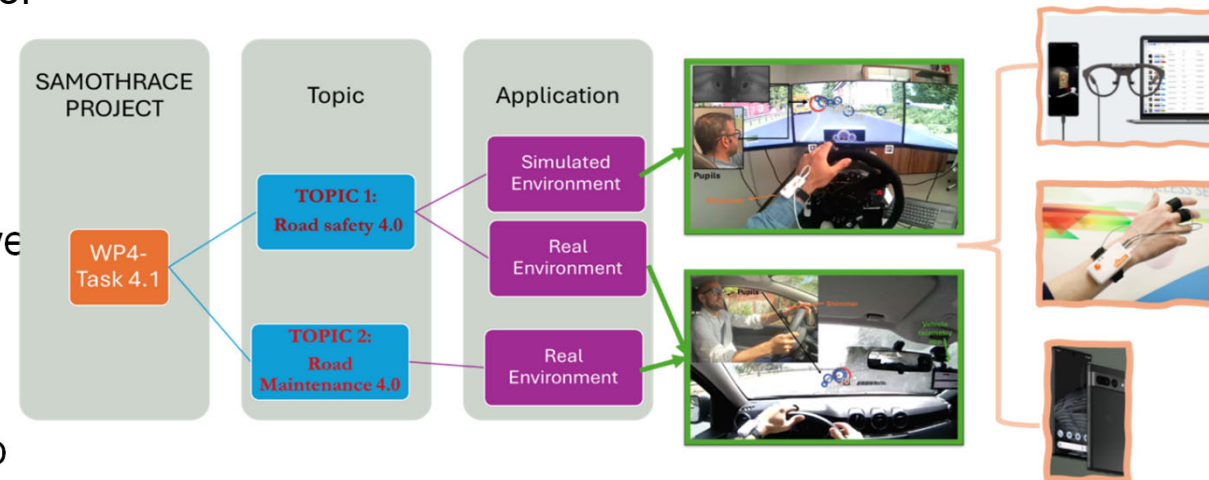 SAMOTHRACE
PROJECT
Topic
Application
WP4-
Task 4.1
TOPIC 1:
Road safety 4.0
TOPIC 2:
Road
Maintenance 4.0
Simulated
Environment
Real
Environment
Real
Environment
Pupils
Pupils